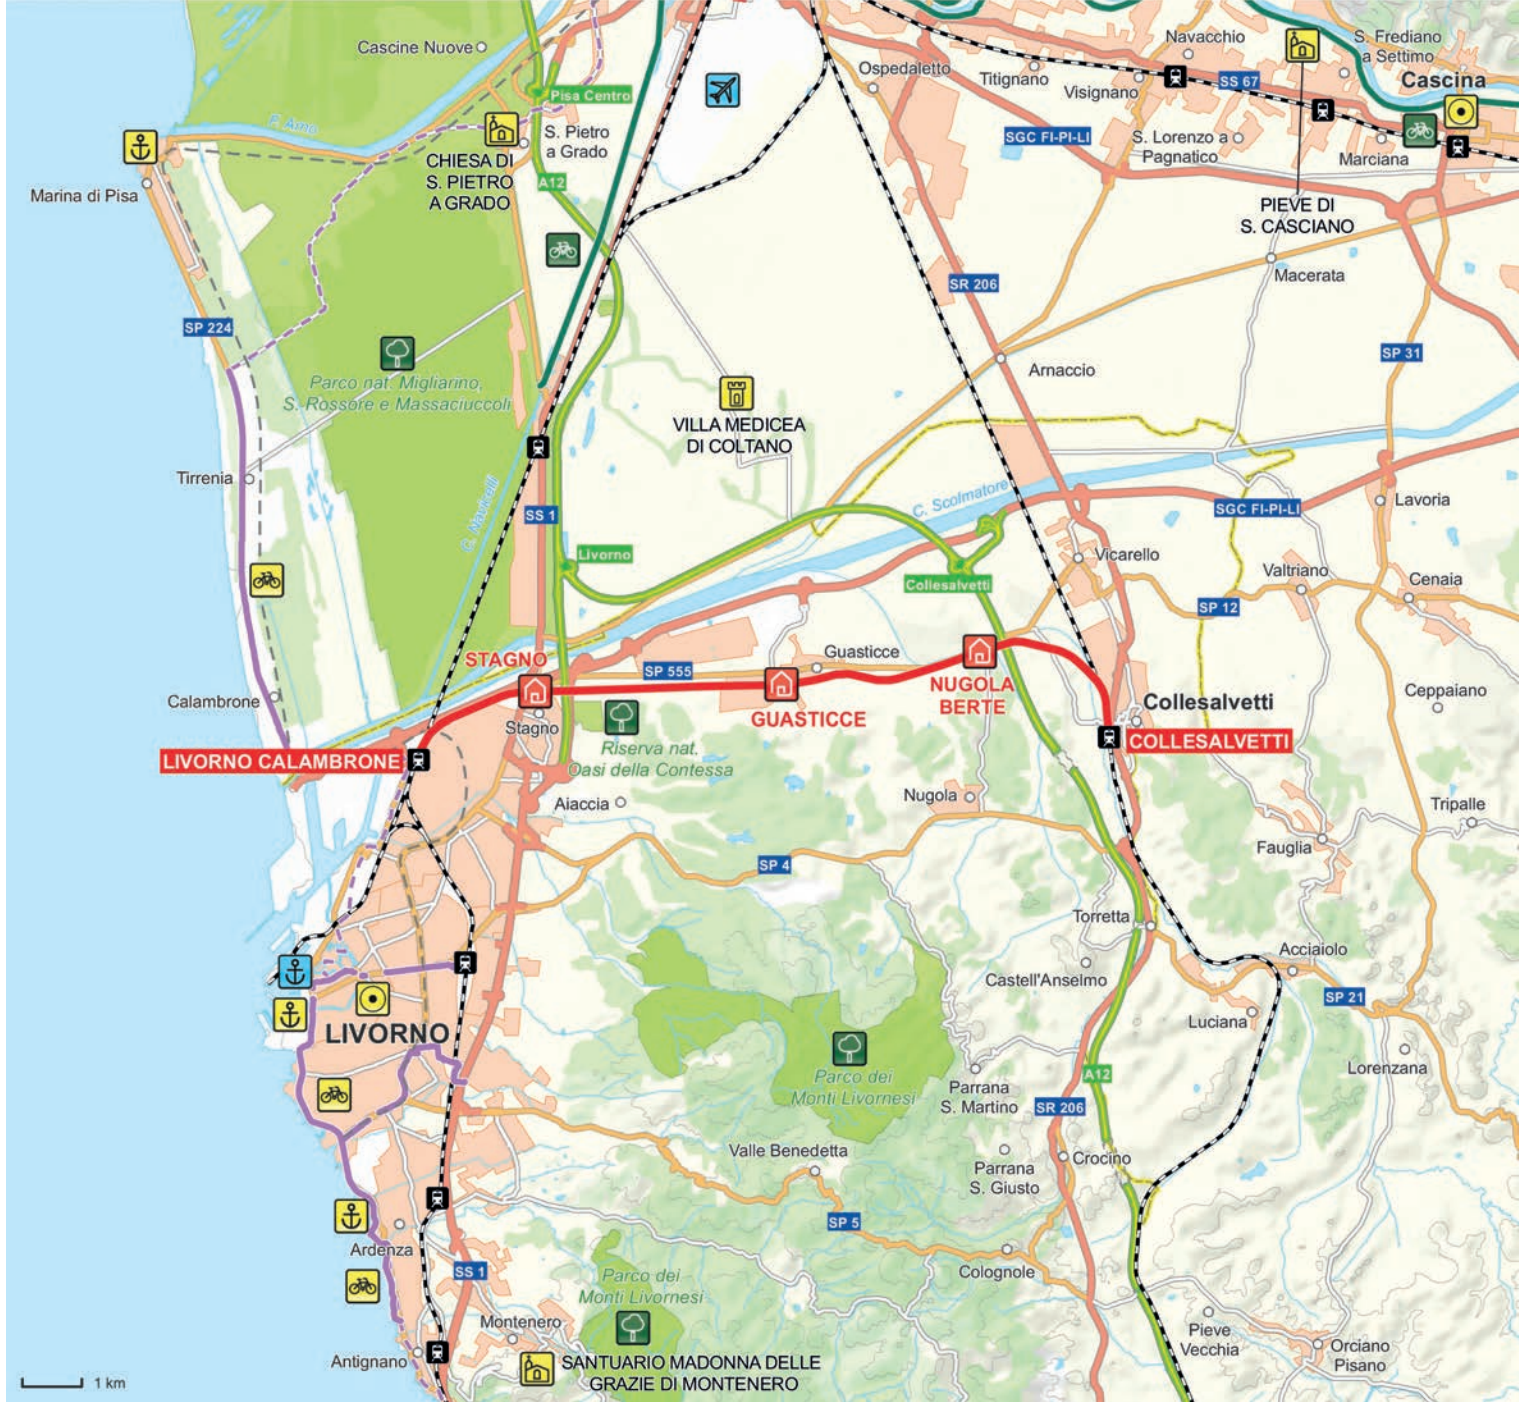 Cascine Nuove
Pisa Centro
Ospedaletto
Titignano
Navacchio
Visignano
SS 67
S. Frediano
a Settimo
Cascina
F. Arno
S. Pietro
a Grado
CHIESA DI
S. PIETRO
A GRADO
A12
SGC FI-PI-LI
S. Lorenzo a
Pagnatico
Marciana
Marina di Pisa
PIEVE DI
S. CASCIANO
Macerata
SR 206
SP 224
SP 31
Parco nat. Migliarino,
S. Rossore e Massaciuccoli
Arnaccio
VILLA MEDICEA
DI COLTANO
Tirrenia
C. Navicelli
SS 1
C. Scolmatore
SGC FI-PI-LI
Lavoria
Livorno
Collesalvetti
Vicarello
Valtriano
Cenaia
SP 12
STAGNO
SP 555
Guasticce
GUASTICCE
NUGOLA
BERTE
Ceppaiano
Calambrone
Stagno
Collesalvetti
COLLESALVETTI
LIVORNO CALAMBRONE
Riserva nat.
Oasi della Contessa
Aiaccia
Nugola
Tripalle
Fauglia
SP 4
Torretta
Acciaiolo
Castell'Anselmo
SP 21
Luciana
LIVORNO
Lorenzana
Parco dei
Monti Livornesi
A12
Parrana
S. Martino
SR 206
Valle Benedetta
Crocino
Parrana
S. Giusto
SP 5
Ardenza
SS 1
Colognole
Parco dei
Monti Livornesi
Montenero
Pieve
Vecchia
Orciano
Pisano
Antignano
SANTUARIO MADONNA DELLE
GRAZIE DI MONTENERO
1 km